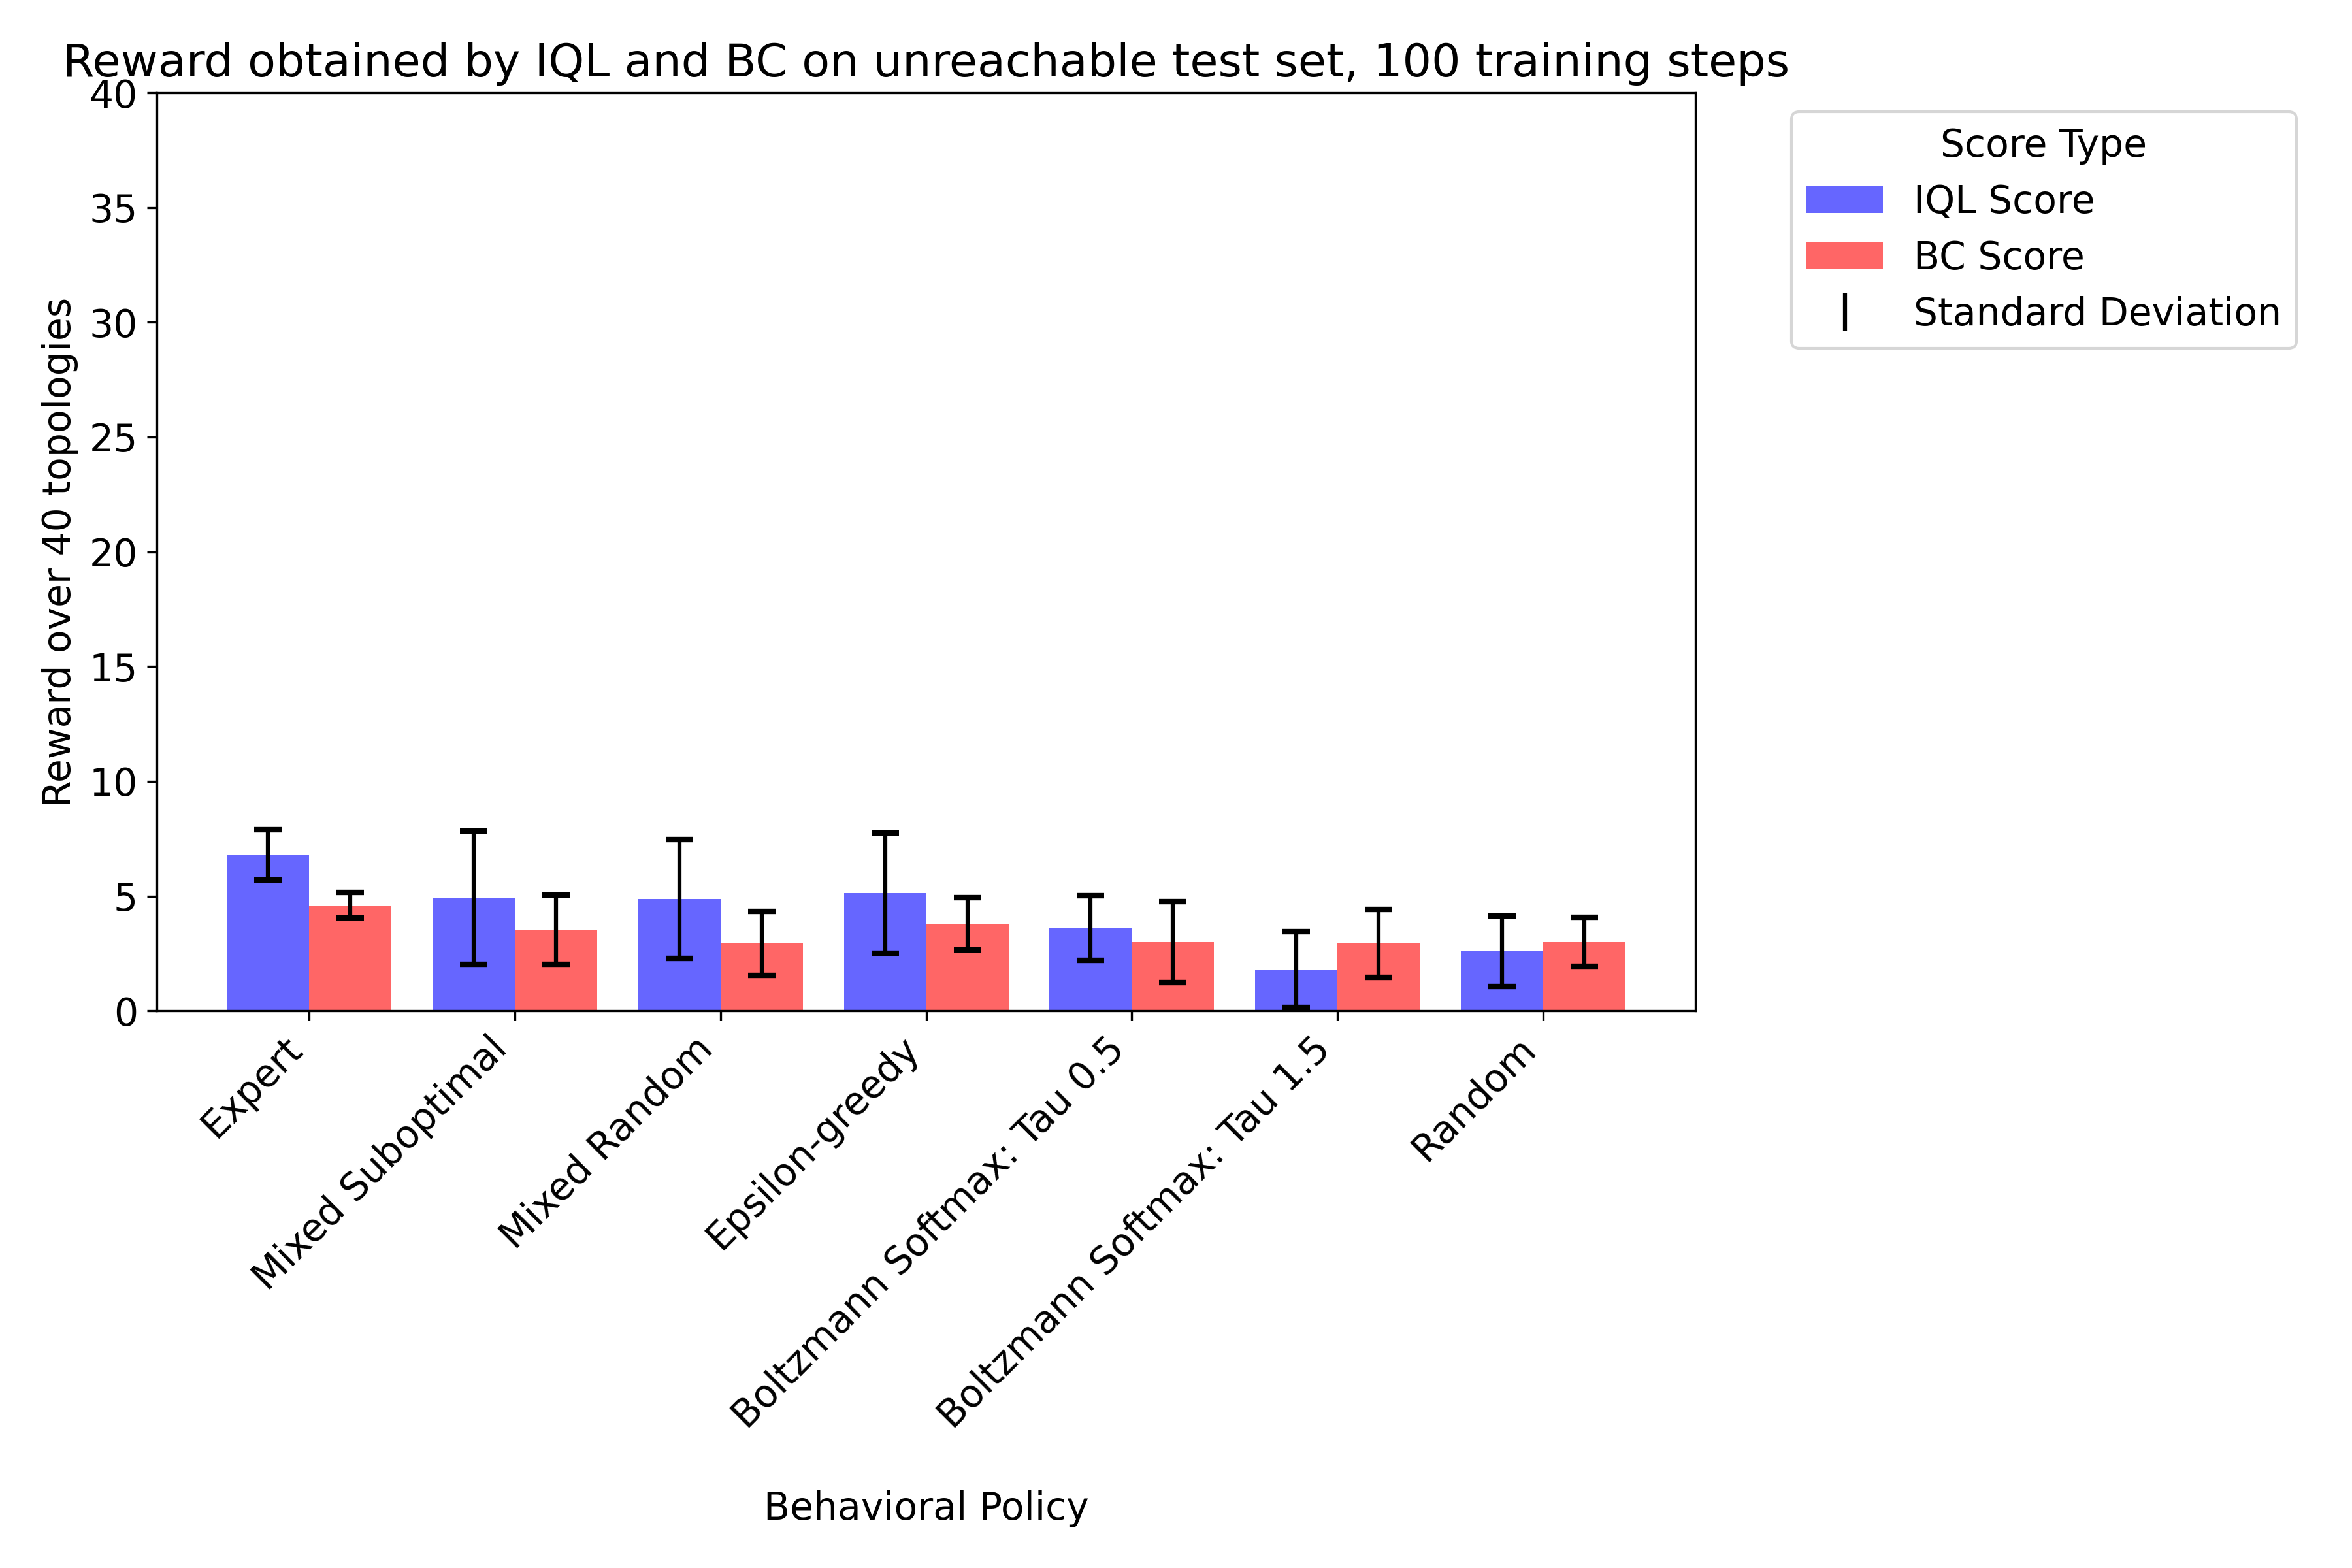 Reward obtained by IQL and BC on unreachable test set, 100 training steps
Reward over 40 topologies
40
35
30
25
20
15
10
5
0
Expert
Mixed Suboptimal
Mixed Random
Epsilon-greedy
Boltzmann Softmax: Tau 0.5
Boltzmann Softmax: Tau 1.5
Random
Behavioral Policy
Score Type
IQL Score
BC Score
Standard Deviation